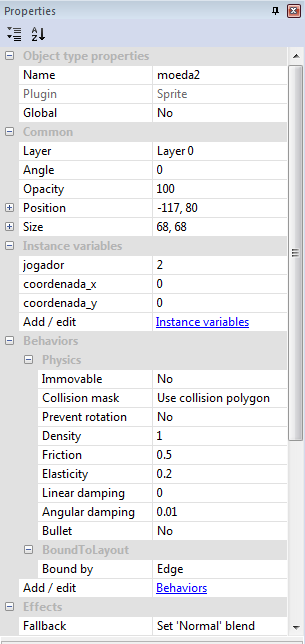 Properties
Object type properties
Name moeda2
Plugin Sprite
Global No
Common
Layer Layer 0
Angle 0
Opacity 100
Position -117, 80
Size 68, 68
Instance variables
jogador 2
coordenada_x 0
coordenada_y 0
Add / edit Instance variables
Behaviors
Physics
Immovable No
Collision mask Use collision polygon
Prevent rotation No
Density 1
Friction 0.5
Elasticity 0.2
Linear damping 0
Angular damping 0.01
Bullet No
BoundToLayout
Bound by Edge
Add / edit Behaviors
Effects
Fallback Set 'Normal' blend